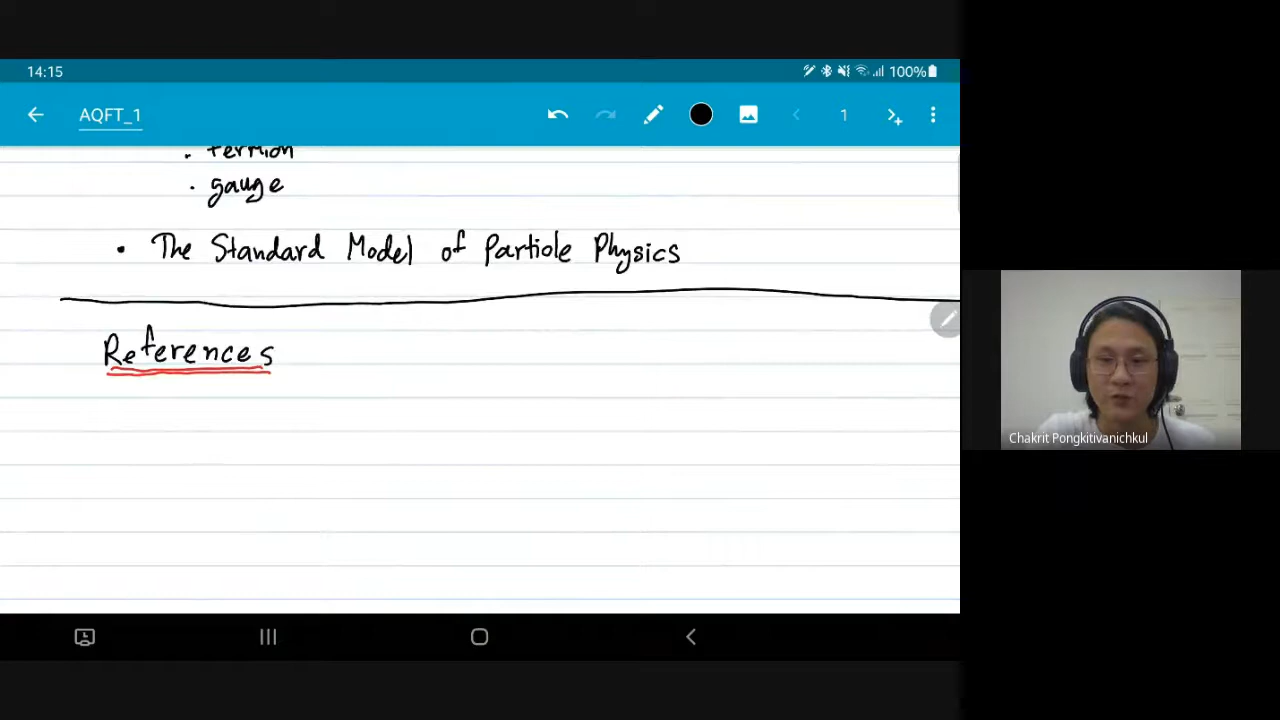 14:15 100%
AQFT_1 1
. fermion
. gauge
• The Standard Model of Particle Physics
References
Chakrit Pongkitivanichkul